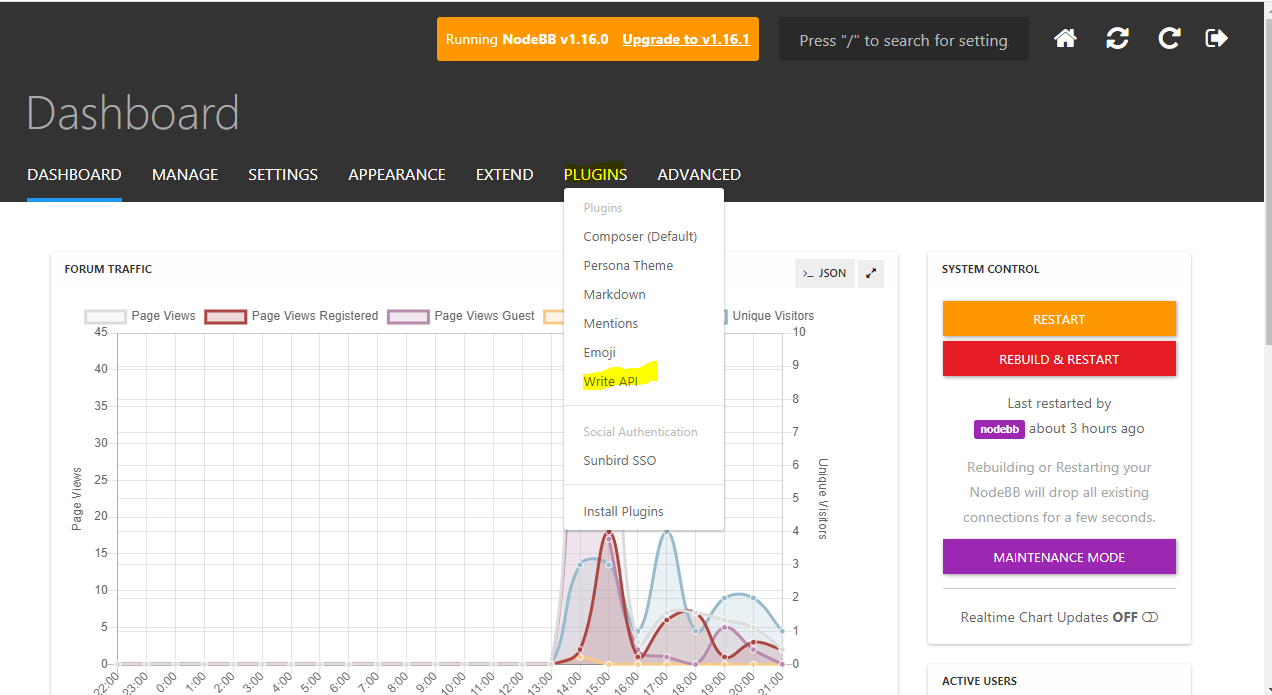 Running NodeBB v1.16.0 Upgrade to v1.16.1
Press "/" to search for setting
Dashboard
DASHBOARD MANAGE SETTINGS APPEARANCE EXTEND PLUGINS ADVANCED
Plugins
Composer (Default)
Persona Theme
Markdown
Mentions
Emoji
Write API
Social Authentication
Sunbird SSO
Install Plugins
FORUM TRAFFIC
>_ JSON
Page Views Page Views Registered Page Views Guest Unique Visitors
45
40
35
30
25
20
15
10
5
0
Page Views
10
9
8
7
6
5
4
3
2
1
0
Unique Visitors
22:00 23:00 0:00 1:00 2:00 3:00 4:00 5:00 6:00 7:00 8:00 9:00 10:00 11:00 12:00 13:00 14:00 15:00 16:00 17:00 18:00 19:00 20:00 21:00
SYSTEM CONTROL
RESTART
REBUILD & RESTART
Last restarted by
nodebb about 3 hours ago
Rebuilding or Restarting your
NodeBB will drop all existing
connections for a few seconds.
MAINTENANCE MODE
Realtime Chart Updates OFF
ACTIVE USERS